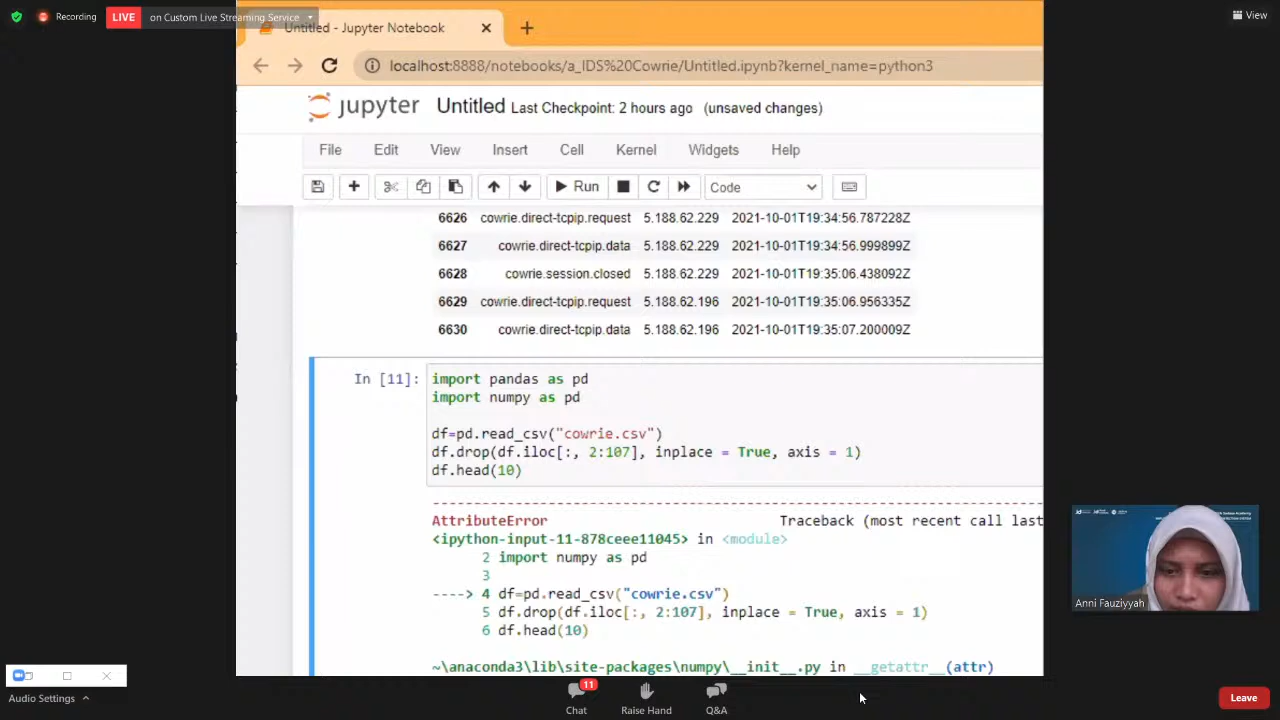 Recording
LIVE
on Custom Live Streaming Service
View
Untitled - Jupyter Notebook
localhost:8888/notebooks/a_IDS%20Cowrie/Untitled.ipynb?kernel_name=python3
jupyter Untitled Last Checkpoint: 2 hours ago (unsaved changes)
File Edit View Insert Cell Kernel Widgets Help
Run Code
6626 cowrie.direct-tcpip.request 5.188.62.229 2021-10-01T19:34:56.787228Z
6627 cowrie.direct-tcpip.data 5.188.62.229 2021-10-01T19:34:56.999899Z
6628 cowrie.session.closed 5.188.62.229 2021-10-01T19:35:06.438092Z
6629 cowrie.direct-tcpip.request 5.188.62.196 2021-10-01T19:35:06.956335Z
6630 cowrie.direct-tcpip.data 5.188.62.196 2021-10-01T19:35:07.200009Z
In [11]: import pandas as pd
import numpy as pd
df=pd.read_csv("cowrie.csv")
df.drop(df.iloc[:, 2:107], inplace = True, axis = 1)
df.head(10)
---------------------------------------------------------------------------
AttributeError Traceback (most recent call last
<ipython-input-11-878ceee11045> in <module>
2 import numpy as pd
3
----> 4 df=pd.read_csv("cowrie.csv")
5 df.drop(df.iloc[:, 2:107], inplace = True, axis = 1)
6 df.head(10)
~\anaconda3\lib\site-packages\numpy\__init__.py in __getattr__(attr)
Anni Fauziyyah
Audio Settings
11
Chat
Raise Hand
Q&A
Leave